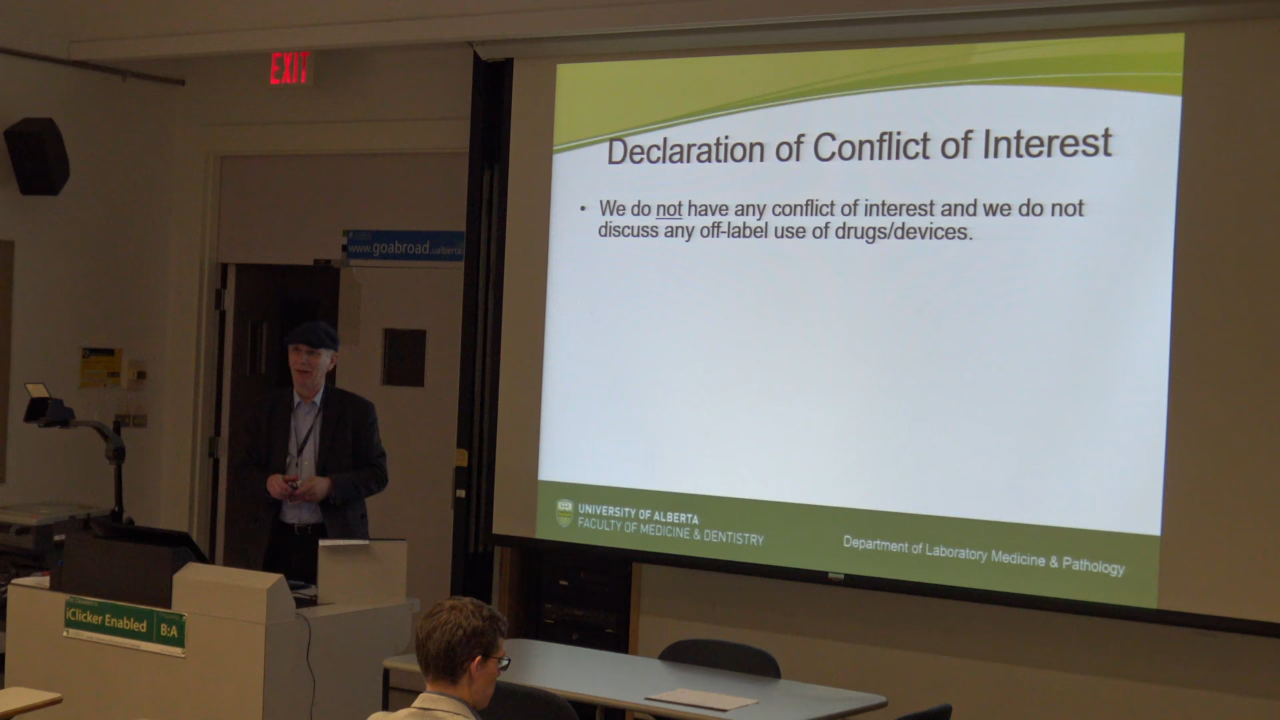 EXIT
www.goabroad.ualberta
Declaration of Conflict of Interest
• We do not have any conflict of interest and we do not
discuss any off-label use of drugs/devices.
UNIVERSITY OF ALBERTA
FACULTY OF MEDICINE & DENTISTRY
Department of Laboratory Medicine & Pathology
iClicker Enabled
B:A